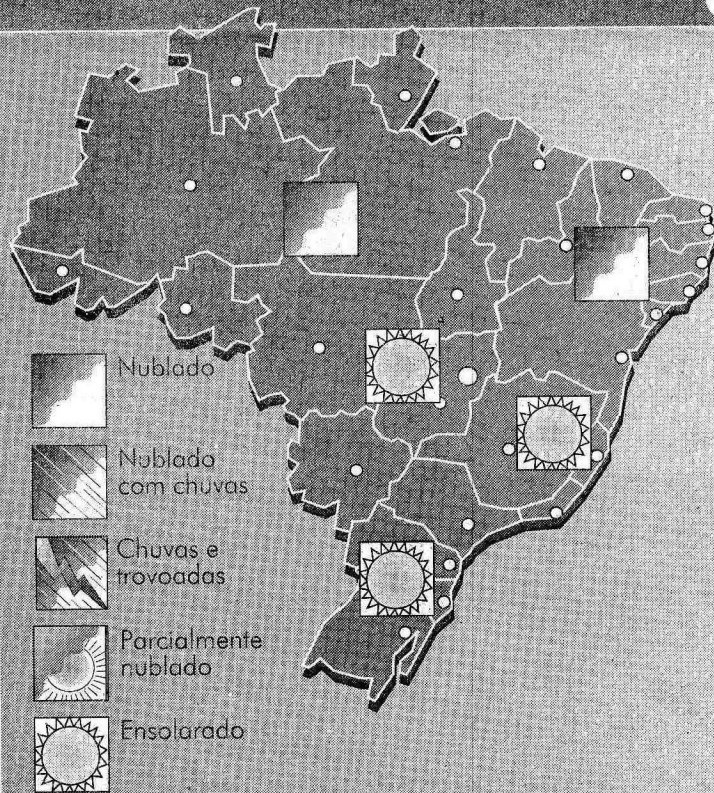 Nublado
Nublado
com chuvas
Chuvas e
trovoadas
Parcialmente
nublado
Ensolarado